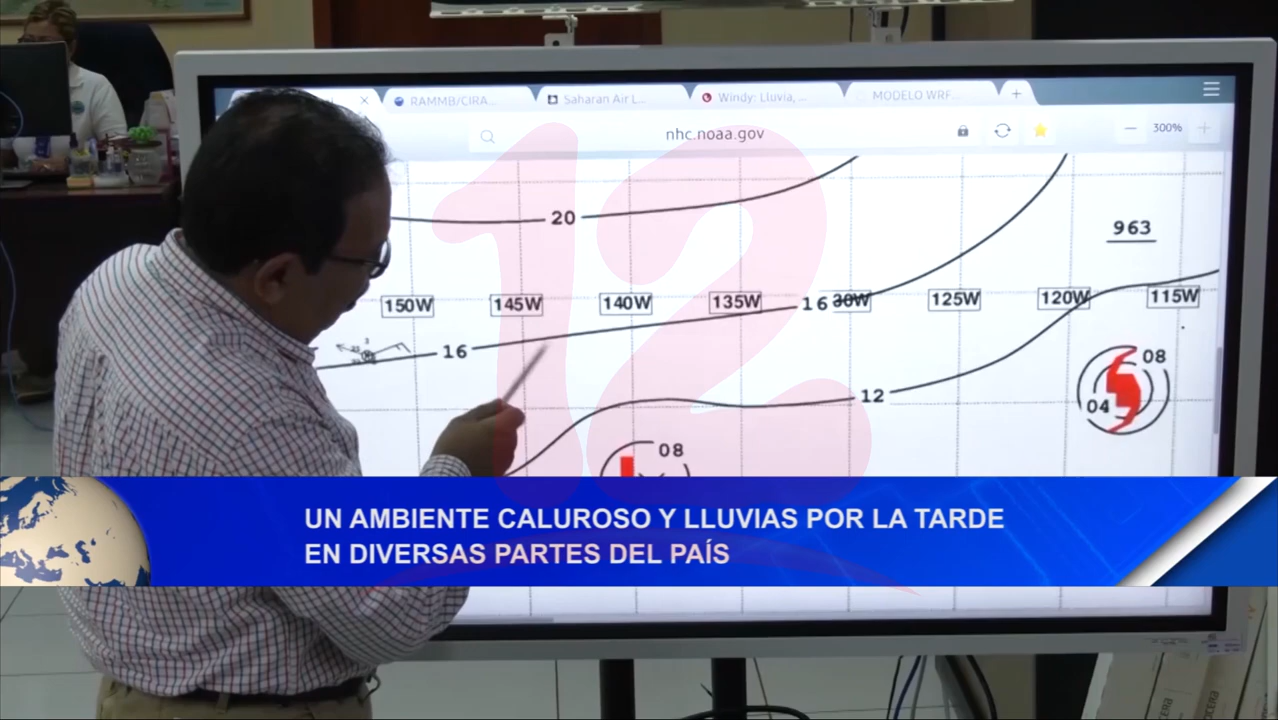 RAMMB/CIRA...
Saharan Air L...
Windy: Lluvia, ...
MODELO WRF...
nhc.noaa.gov
300%
20
963
150W
145W
140W
135W
16
30W
125W
120W
115W
16
08
12
04
08
12
UN AMBIENTE CALUROSO Y LLUVIAS POR LA TARDE
EN DIVERSAS PARTES DEL PAÍS